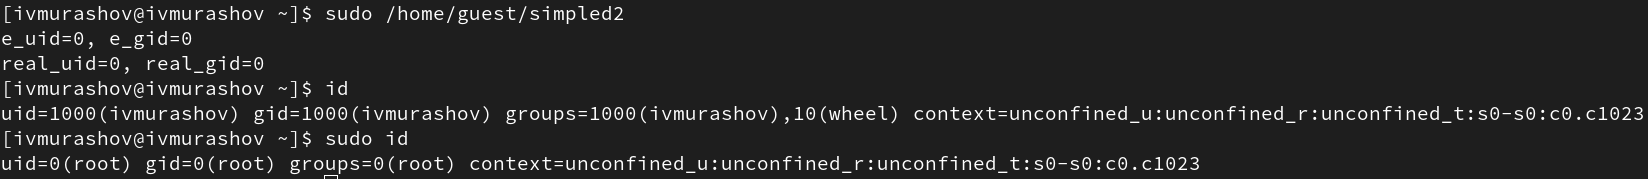 [ivmurashov@ivmurashov ~]$ sudo /home/guest/simpled2
e_uid=0, e_gid=0
real_uid=0, real_gid=0
[ivmurashov@ivmurashov ~]$ id
uid=1000(ivmurashov) gid=1000(ivmurashov) groups=1000(ivmurashov),10(wheel) context=unconfined_u:unconfined_r:unconfined_t:s0-s0:c0.c1023
[ivmurashov@ivmurashov ~]$ sudo id
uid=0(root) gid=0(root) groups=0(root) context=unconfined_u:unconfined_r:unconfined_t:s0-s0:c0.c1023